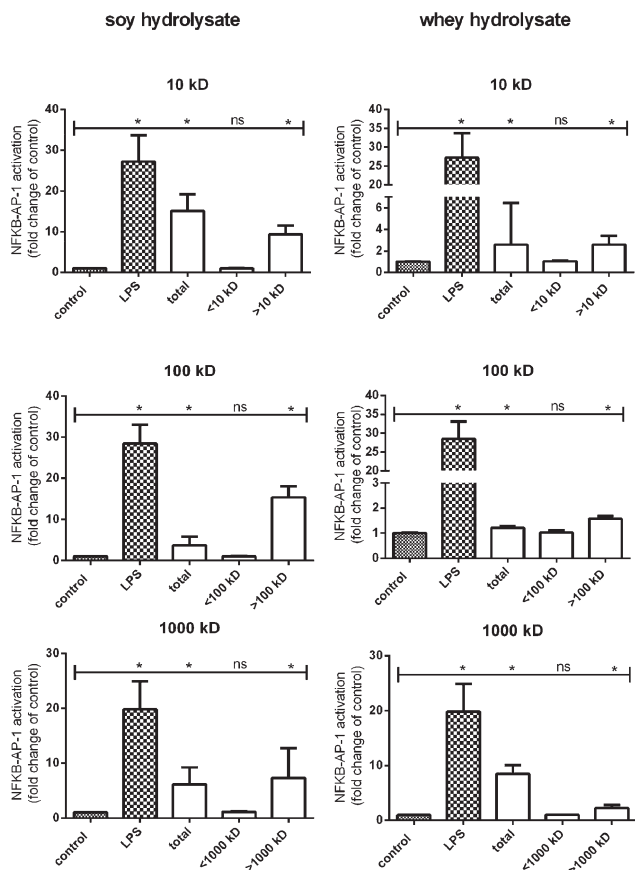 soy hydrolysate
whey hydrolysate
10 kD
NFKB-AP-1 activation
(fold change of control)
40
30
20
10
0
* * ns *
control LPS total <10 kD >10 kD
10 kD
NFKB-AP-1 activation
(fold change of control)
40
35
30
25
20
6
4
2
0
* * ns *
control LPS total <10 kD >10 kD
100 kD
NFKB-AP-1 activation
(fold change of control)
40
30
20
10
0
* * ns *
control LPS total <100 kD >100 kD
100 kD
NFKB-AP-1 activation
(fold change of control)
40
35
30
25
20
3
2
1
0
* * ns *
control LPS total <100 kD >100 kD
1000 kD
NFKB-AP-1 activation
(fold change of control)
30
20
10
0
* * ns *
control LPS total <1000 kD >1000 kD
1000 kD
NFKB-AP-1 activation
(fold change of control)
30
20
10
0
* * ns *
control LPS total <1000 kD >1000 kD